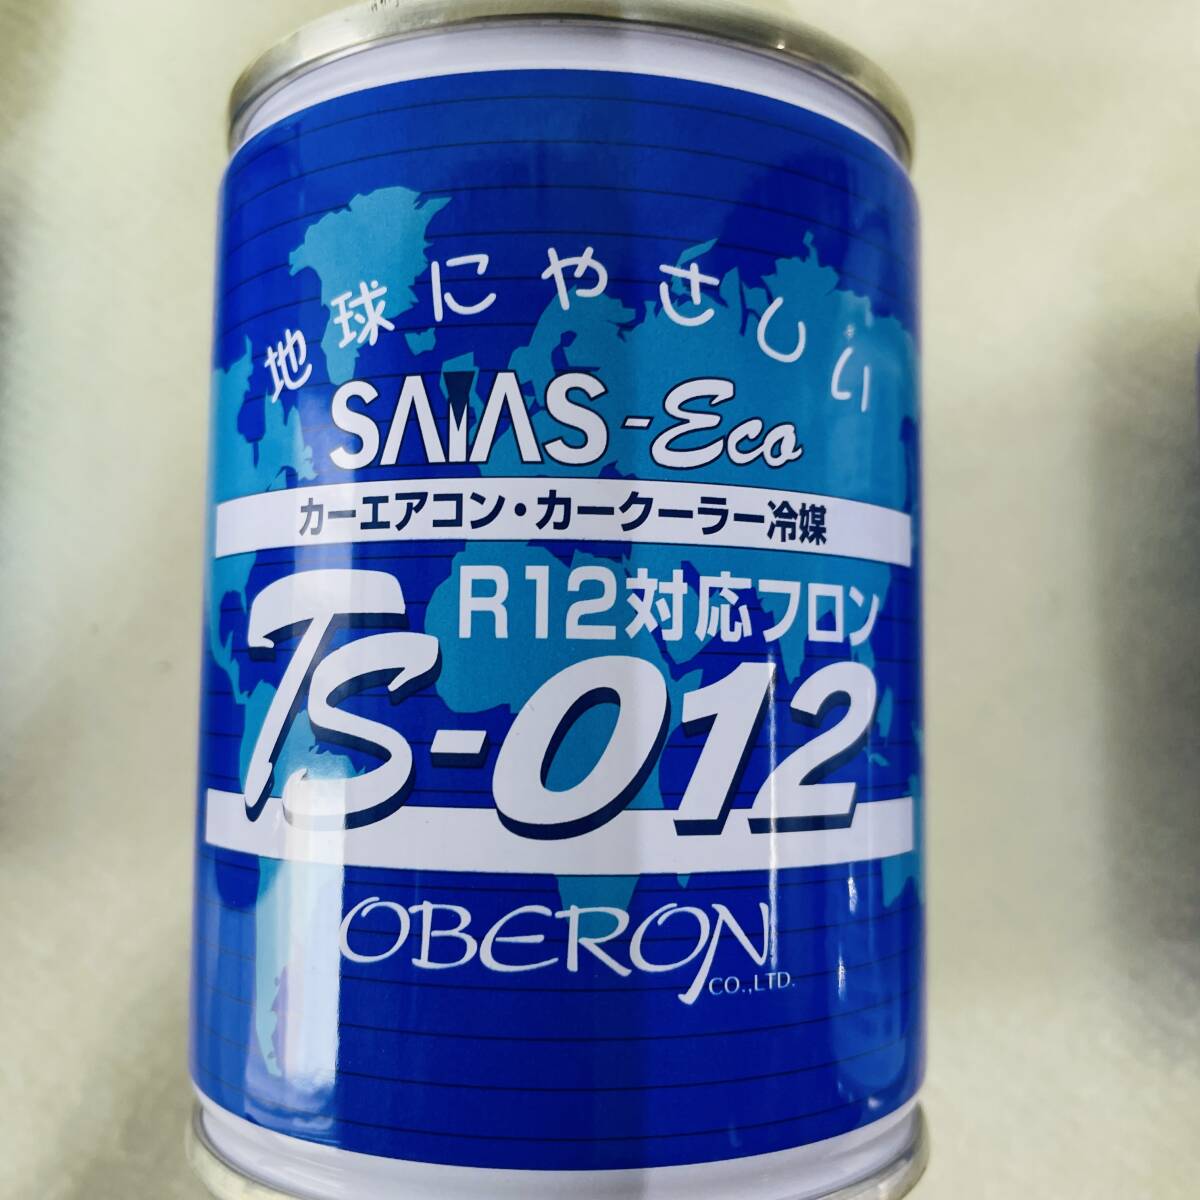 地球にやさしい
SAIAS-Eco
カーエアコン・カークーラー冷媒
R12対応フロン
TS-012
OBERON
CO.,LTD.